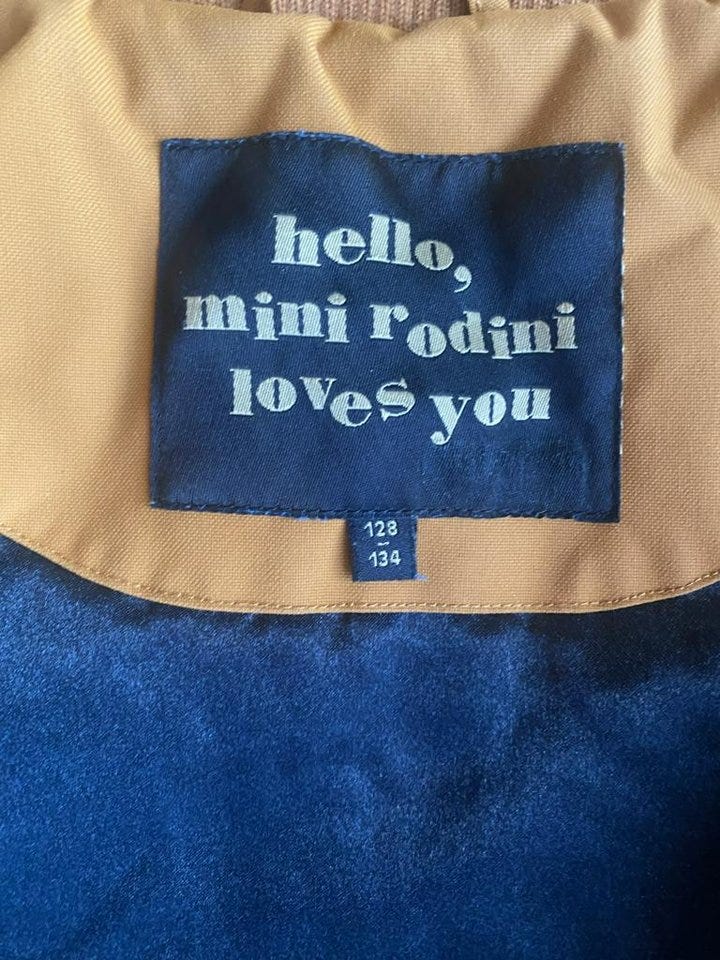 hello,
mini rodini
loves you
128
-
134